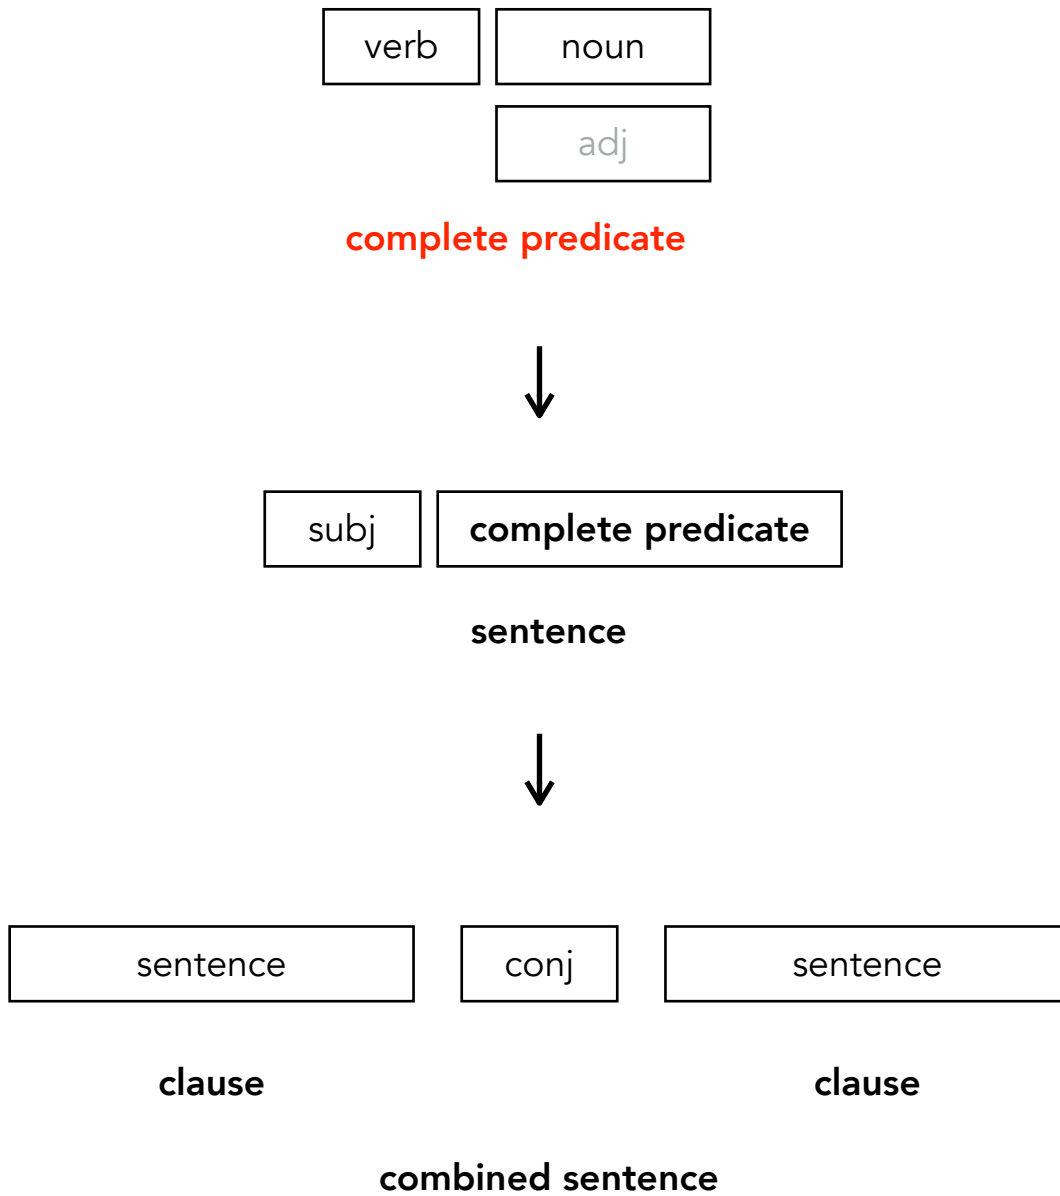 verb noun
adj
complete predicate
subj complete predicate
sentence
sentence conj sentence
clause clause
combined sentence